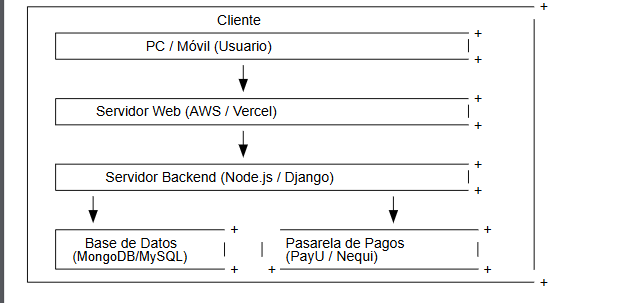 Cliente
PC / Móvil (Usuario)
Servidor Web (AWS / Vercel)
Servidor Backend (Node.js / Django)
Base de Datos
(MongoDB/MySQL)
Pasarela de Pagos
(PayU / Nequi)